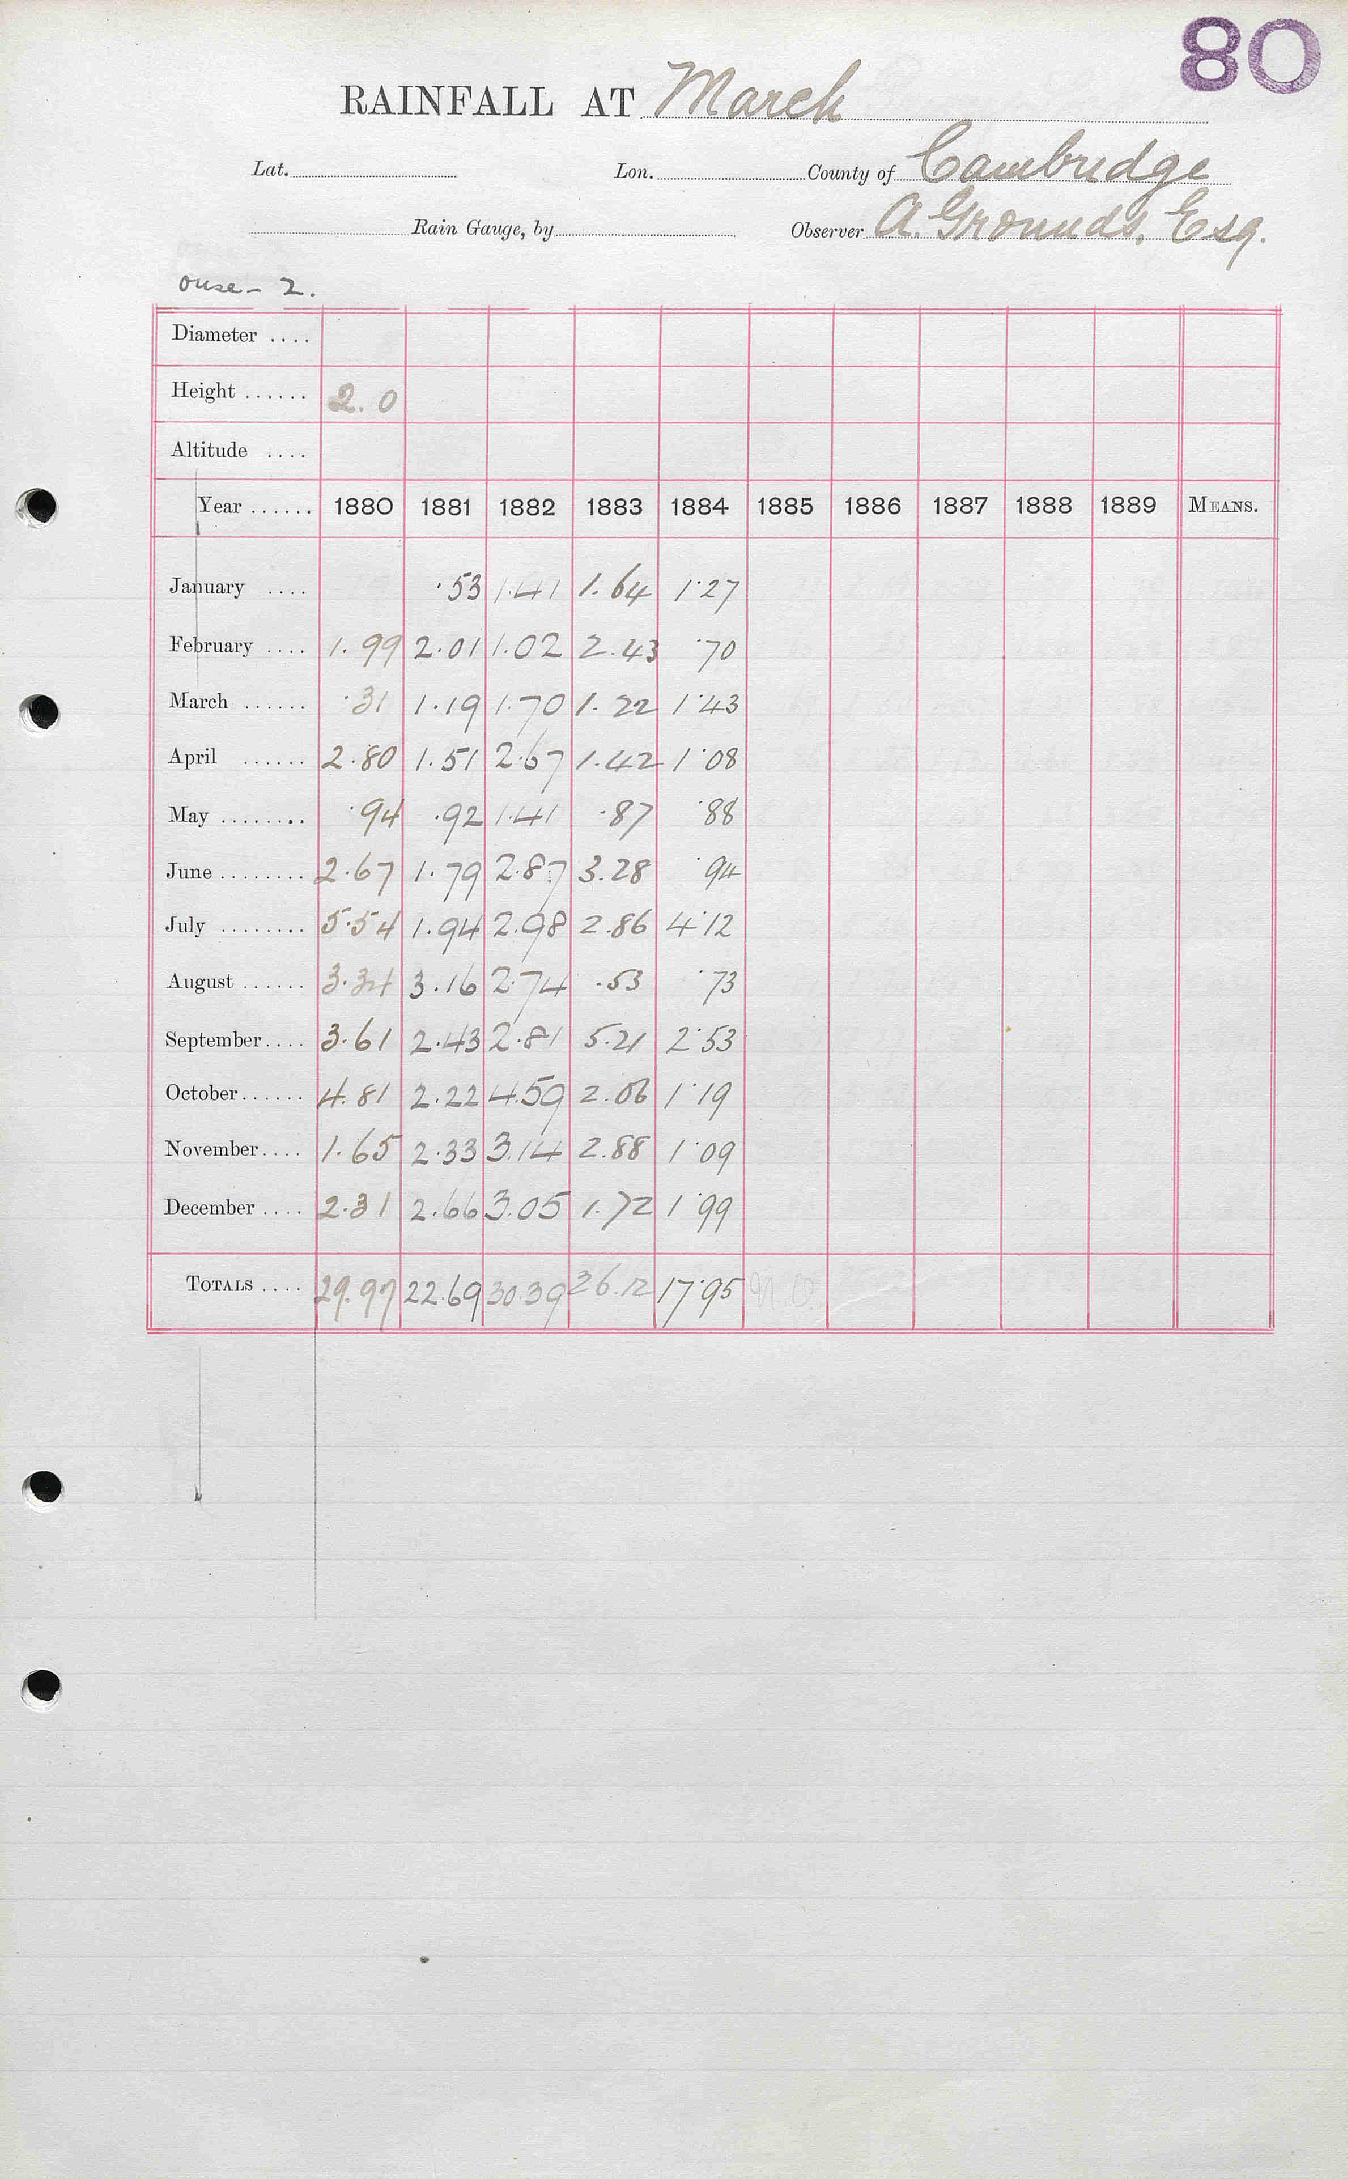 80
RAINFALL AT March
Lat. Lon. County of Cambridge
Rain Gauge, by Observer A. Grounds, Esq.
Ouse - 2.
Diameter ....
Height ...... 2.0
Altitude ....
Year ...... 1880 1881 1882 1883 1884 1885 1886 1887 1888 1889 MEANS.
January .... .53 1.41 1.64 1.27
February .... 1.99 2.01 1.02 2.43 .70
March ...... .31 1.19 1.70 1.22 1.43
April ...... 2.80 1.51 2.67 1.42 1.08
May ........ .94 .92 1.41 .87 .88
June ........ 2.67 1.79 2.87 3.28 .94
July ........ 5.54 1.94 2.98 2.86 4.12
August ...... 3.34 3.16 2.74 .53 .73
September.... 3.61 2.43 2.81 5.21 2.53
October...... 4.81 2.22 4.59 2.06 1.19
November.... 1.65 2.33 3.14 2.88 1.09
December .... 2.31 2.66 3.05 1.72 1.99
TOTALS .... 29.97 22.69 30.39 26.12 17.95 N.O.